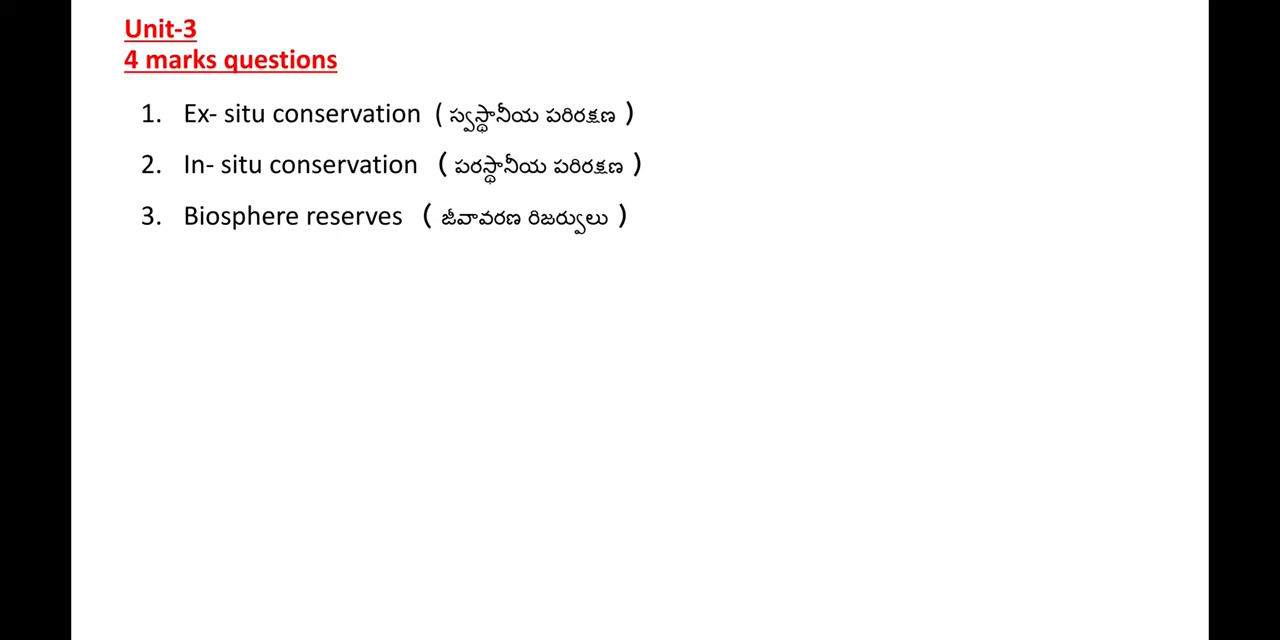 Unit-3
4 marks questions
1. Ex- situ conservation ( స్వస్థానీయ పరిరక్షణ )
2. In- situ conservation ( పరస్థానీయ పరిరక్షణ )
3. Biosphere reserves ( జీవావరణ రిజర్వులు )